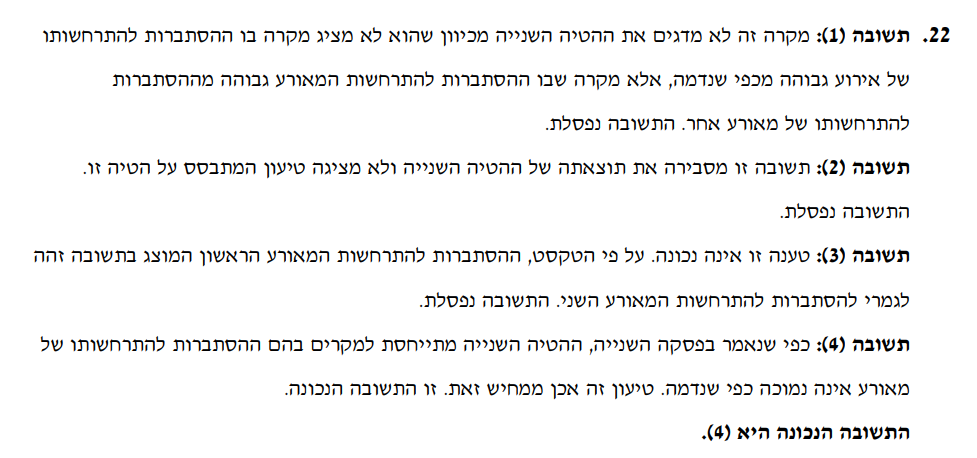 22. תשובה (1): מקרה זה לא מדגים את ההטיה השנייה מכיוון שהוא לא מציג מקרה בו ההסתברות להתרחשותו
של אירוע גבוהה מכפי שנדמה, אלא מקרה שבו ההסתברות להתרחשות המאורע גבוהה מההסתברות
להתרחשותו של מאורע אחר. התשובה נפסלת.
תשובה (2): תשובה זו מסבירה את תוצאתה של ההטיה השנייה ולא מציגה טיעון המתבסס על הטיה זו.
התשובה נפסלת.
תשובה (3): טענה זו אינה נכונה. על פי הטקסט, ההסתברות להתרחשות המאורע הראשון המוצג בתשובה זהה
לגמרי להסתברות להתרחשות המאורע השני. התשובה נפסלת.
תשובה (4): כפי שנאמר בפסקה השנייה, ההטיה השנייה מתייחסת למקרים בהם ההסתברות להתרחשותו של
מאורע אינה נמוכה כפי שנדמה. טיעון זה אכן ממחיש זאת. זו התשובה הנכונה.
התשובה הנכונה היא (4).